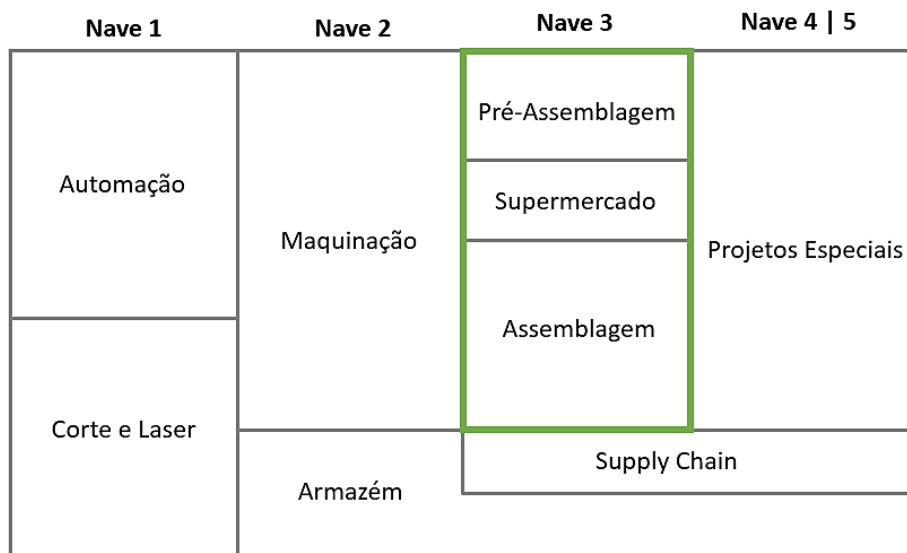 Nave 1
Nave 2
Nave 3
Nave 4 | 5
Pré-Assemblagem
Automação
Supermercado
Maquinação
Projetos Especiais
Assemblagem
Corte e Laser
Supply Chain
Armazém